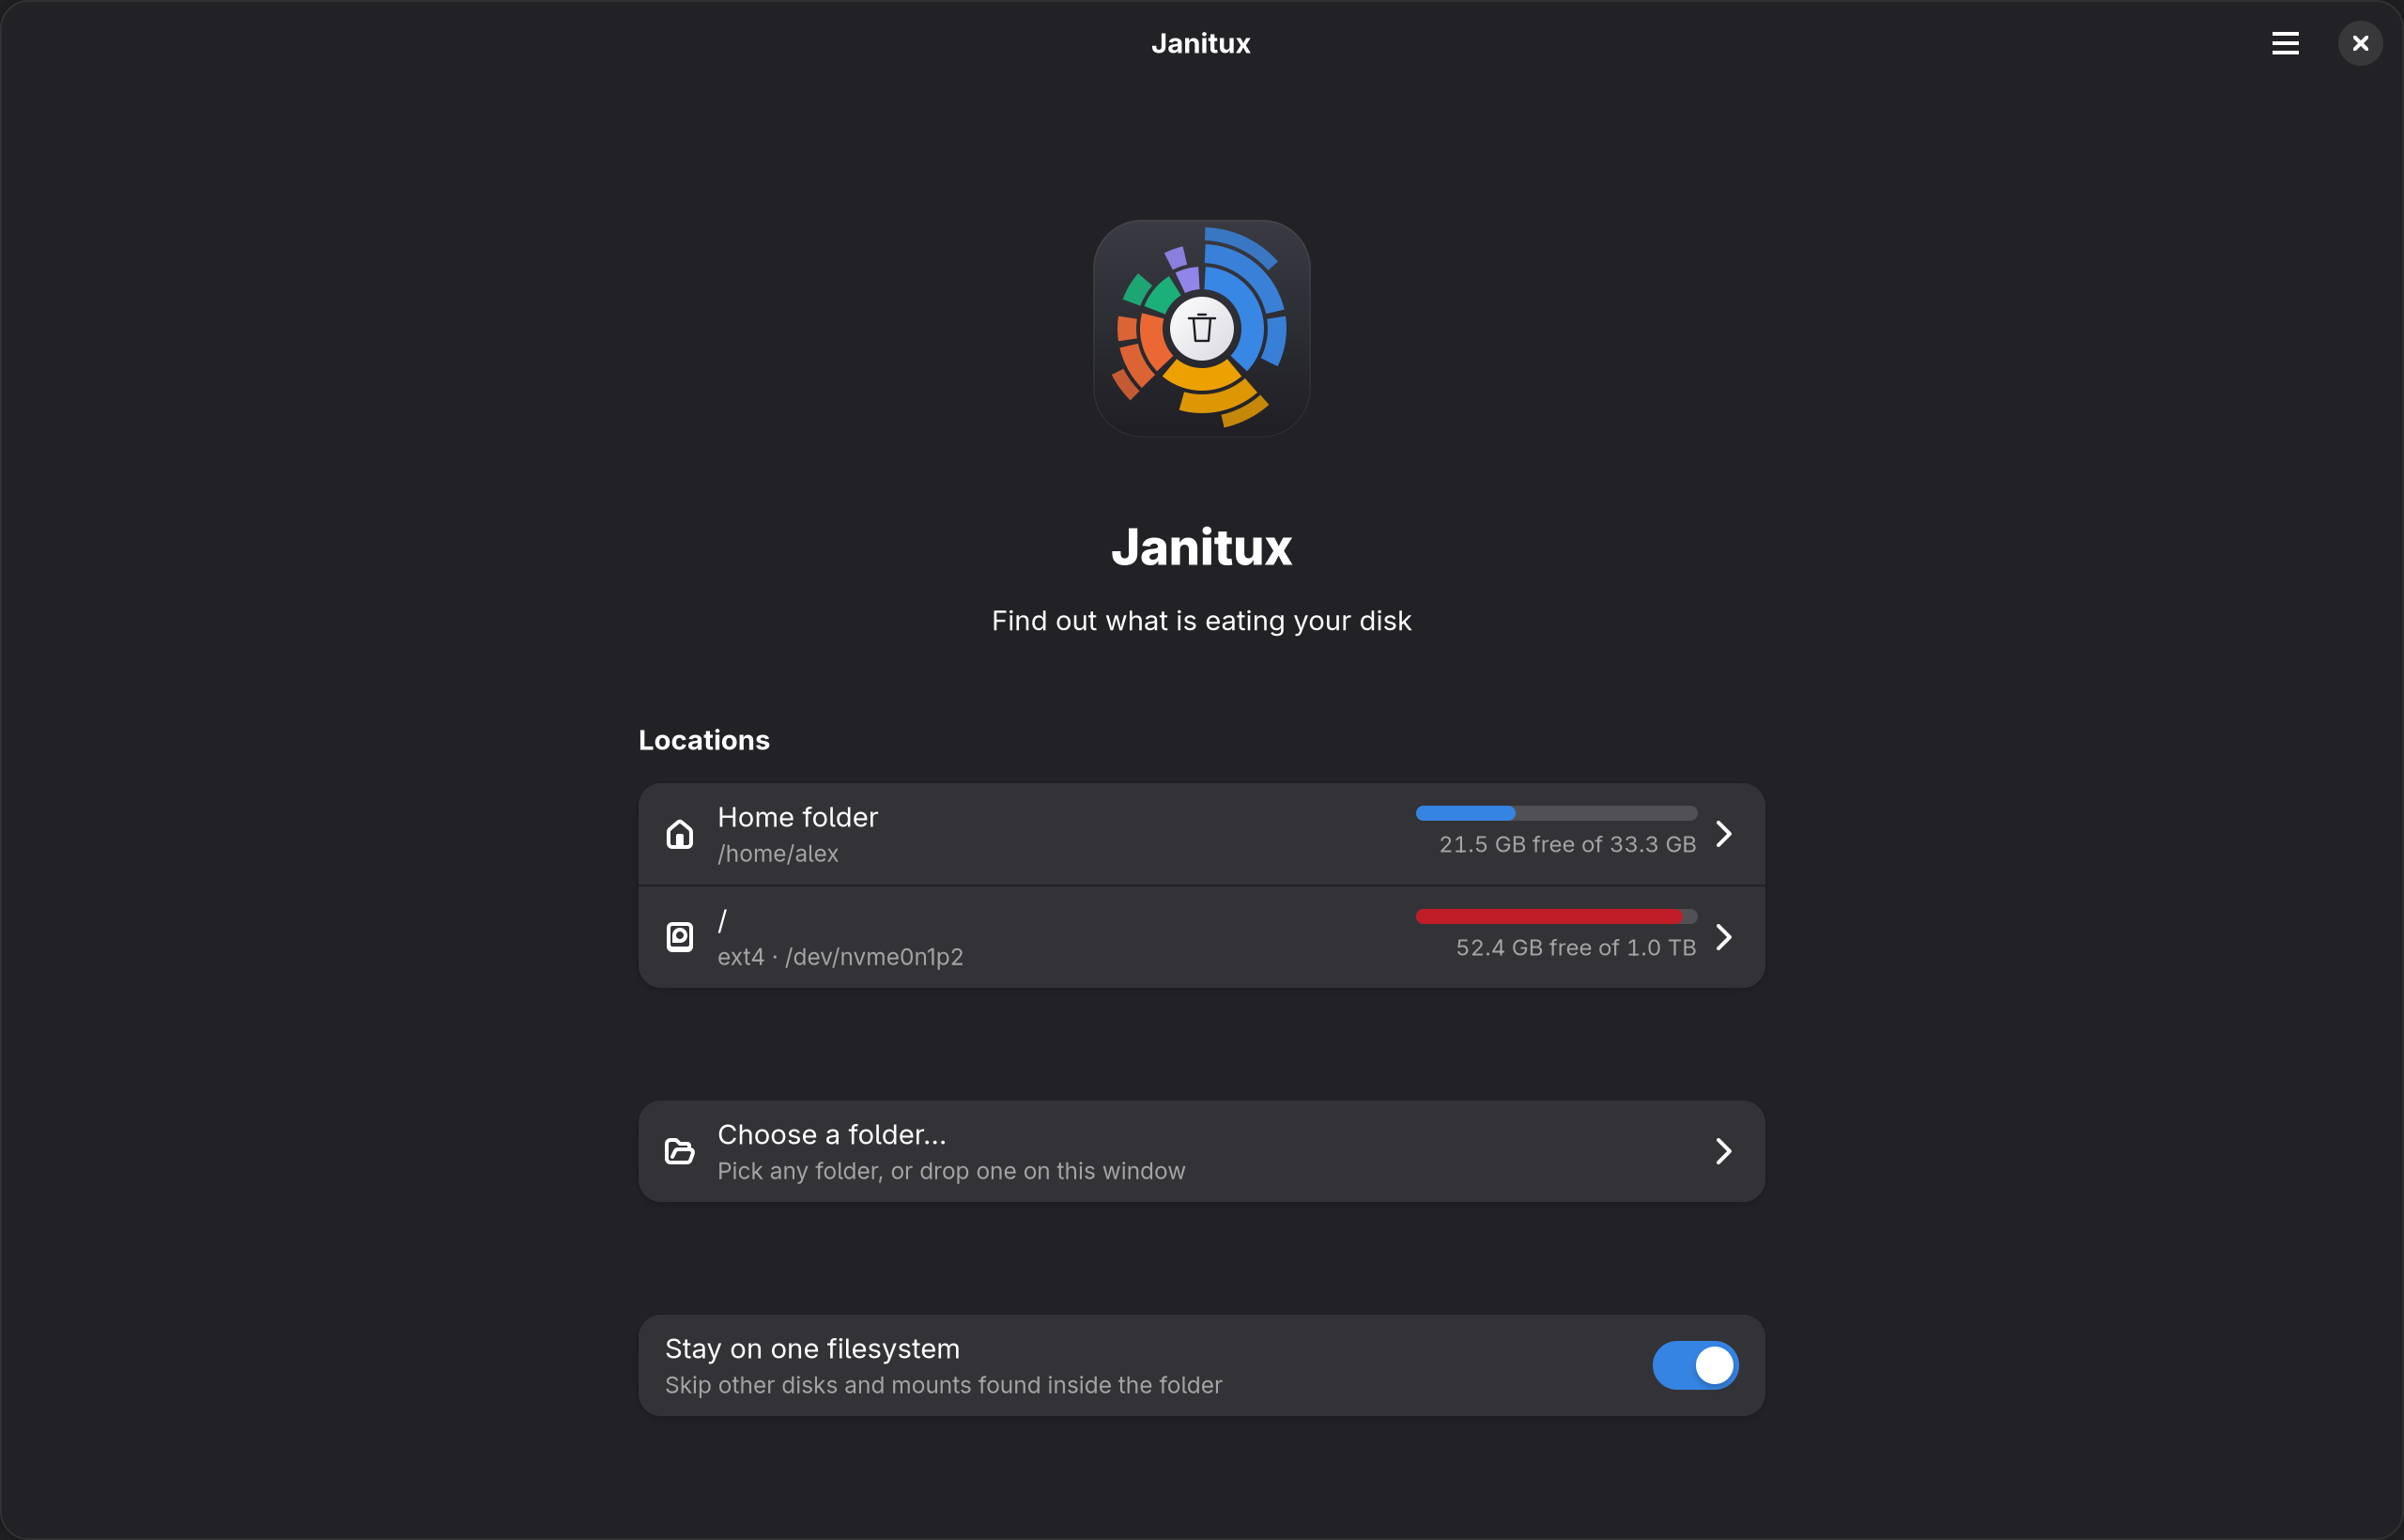 Janitux
Janitux
Find out what is eating your disk
Locations
Home folder
/home/alex
21.5 GB free of 33.3 GB
/
ext4 · /dev/nvme0n1p2
52.4 GB free of 1.0 TB
Choose a folder…
Pick any folder, or drop one on this window
Stay on one filesystem
Skip other disks and mounts found inside the folder